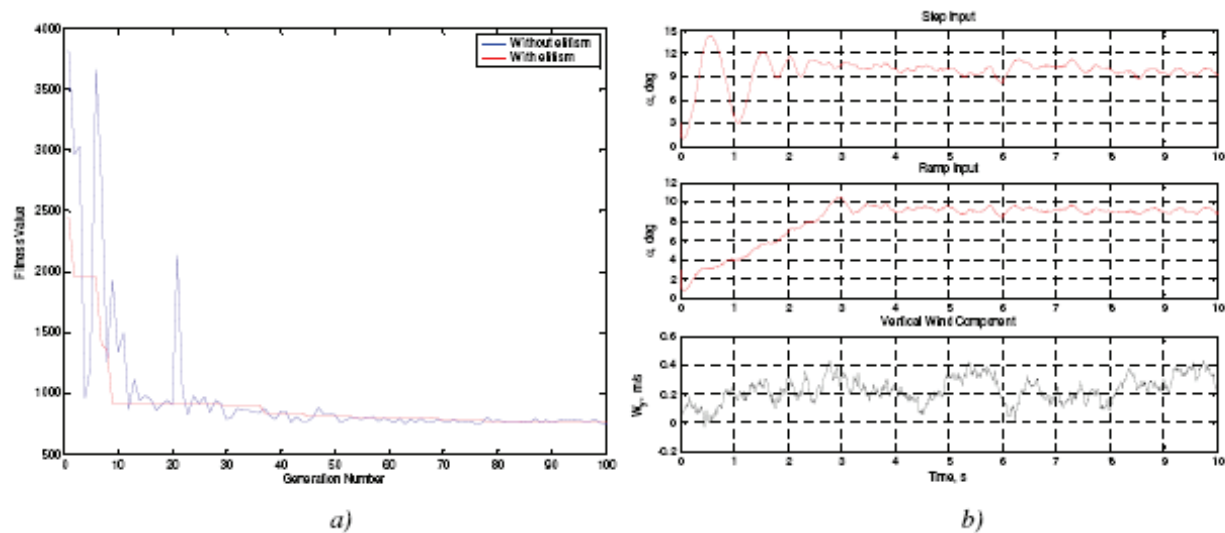 4000
3500
3000
2500
2000
1500
1000
500
Fitness Value
0 10 20 30 40 50 60 70 80 90 100
Generation Number
Without elitism
With elitism
a)
Step Input
15
12
9
6
3
0
α, deg
0 1 2 3 4 5 6 7 8 9 10
Ramp Input
12
10
8
6
4
2
0
α, deg
0 1 2 3 4 5 6 7 8 9 10
Vertical Wind Component
0.6
0.4
0.2
0
-0.2
m/s
0 1 2 3 4 5 6 7 8 9 10
Time, s
b)